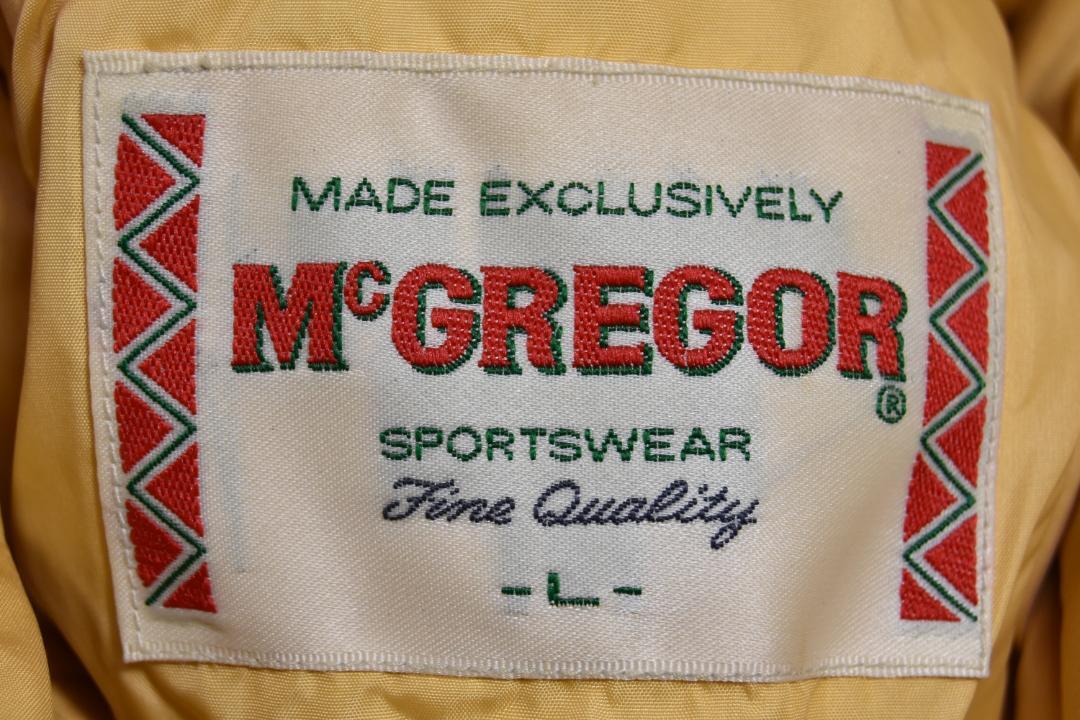 MADE EXCLUSIVELY
McGREGOR®
SPORTSWEAR
Fine Quality
-L-